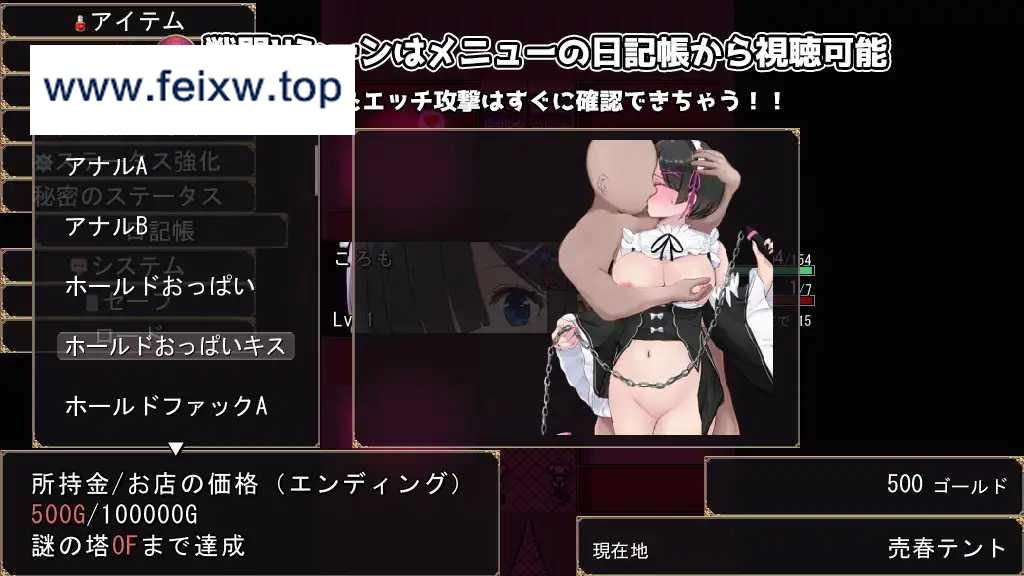 アイテム
ンはメニューの日記帳から視聴可能
www.feixw.top
エッチ攻撃はすぐに確認できちゃう！！
アナルA
ステータス強化
秘密のステータス
アナルB
日記帳
ころも
システム
ホールドおっぱい
セーブ
Lv 1
15
ロード
ホールドおっぱいキス
ホールドファックA
所持金/お店の価格（エンディング）
500G/100000G
謎の塔0Fまで達成
500 ゴールド
現在地
売春テント